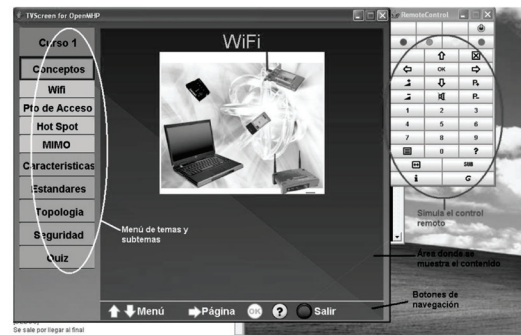 TVScreen for OpenMHP
RemoteControl
Curso 1
WiFi
Conceptos
Wifi
Pto de Acceso
Hot Spot
MIMO
Caracteristicas
Estandares
Topologia
Seguridad
Quiz
OK
P+
P-
1 2 3
4 5 6
7 8 9
0 ?
SUB
i G
Simula el control
remoto
Menú de temas y
subtemas
Area donde se
muestra el contenido
Botones de
navegación
Menú Página OK ? Salir
Se sale por llegar al final